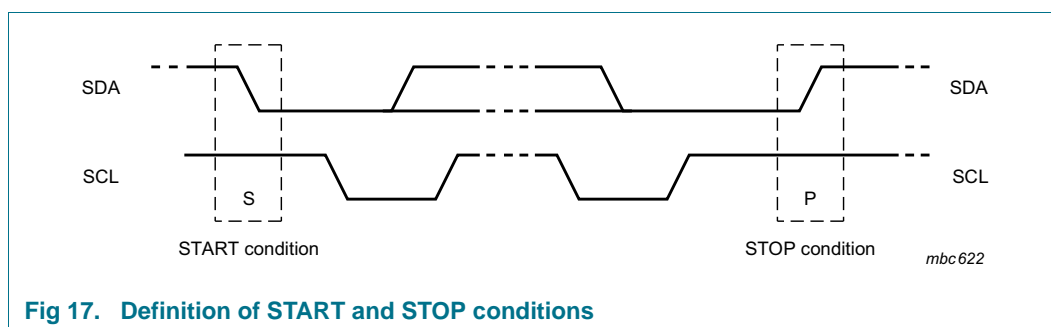 SDA SDA
SCL SCL
S P
START condition STOP condition
mbc622
Fig 17. Definition of START and STOP conditions